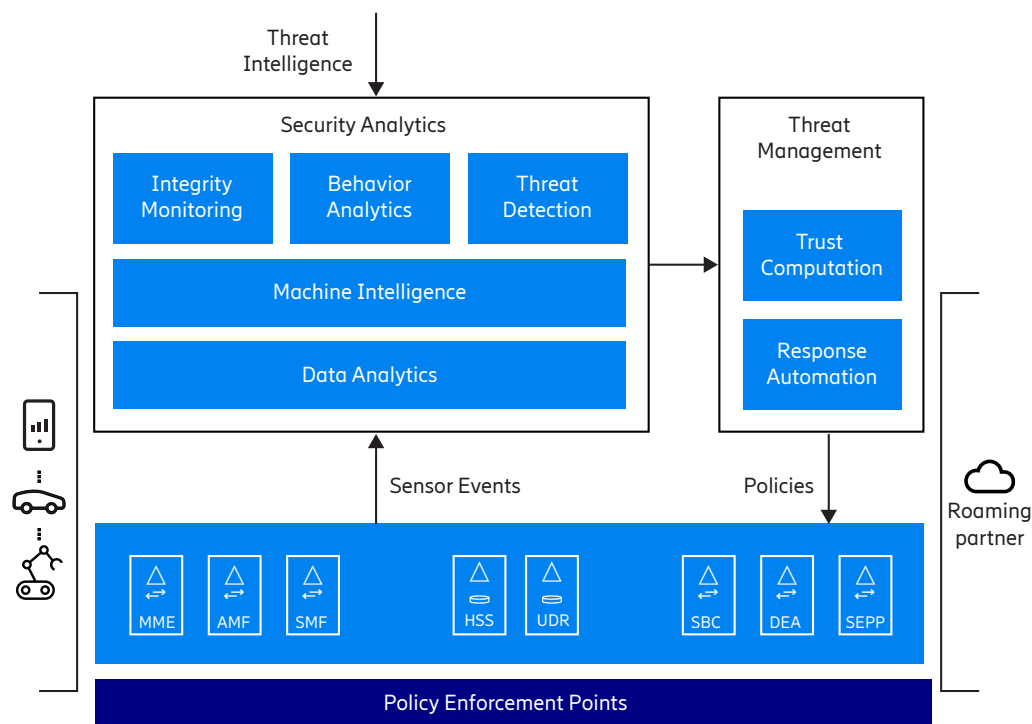 Threat
Intelligence
Security Analytics
Integrity
Monitoring
Behavior
Analytics
Threat
Detection
Machine Intelligence
Data Analytics
Threat
Management
Trust
Computation
Response
Automation
Sensor Events
Policies
Roaming
partner
MME
AMF
SMF
HSS
UDR
SBC
DEA
SEPP
Policy Enforcement Points